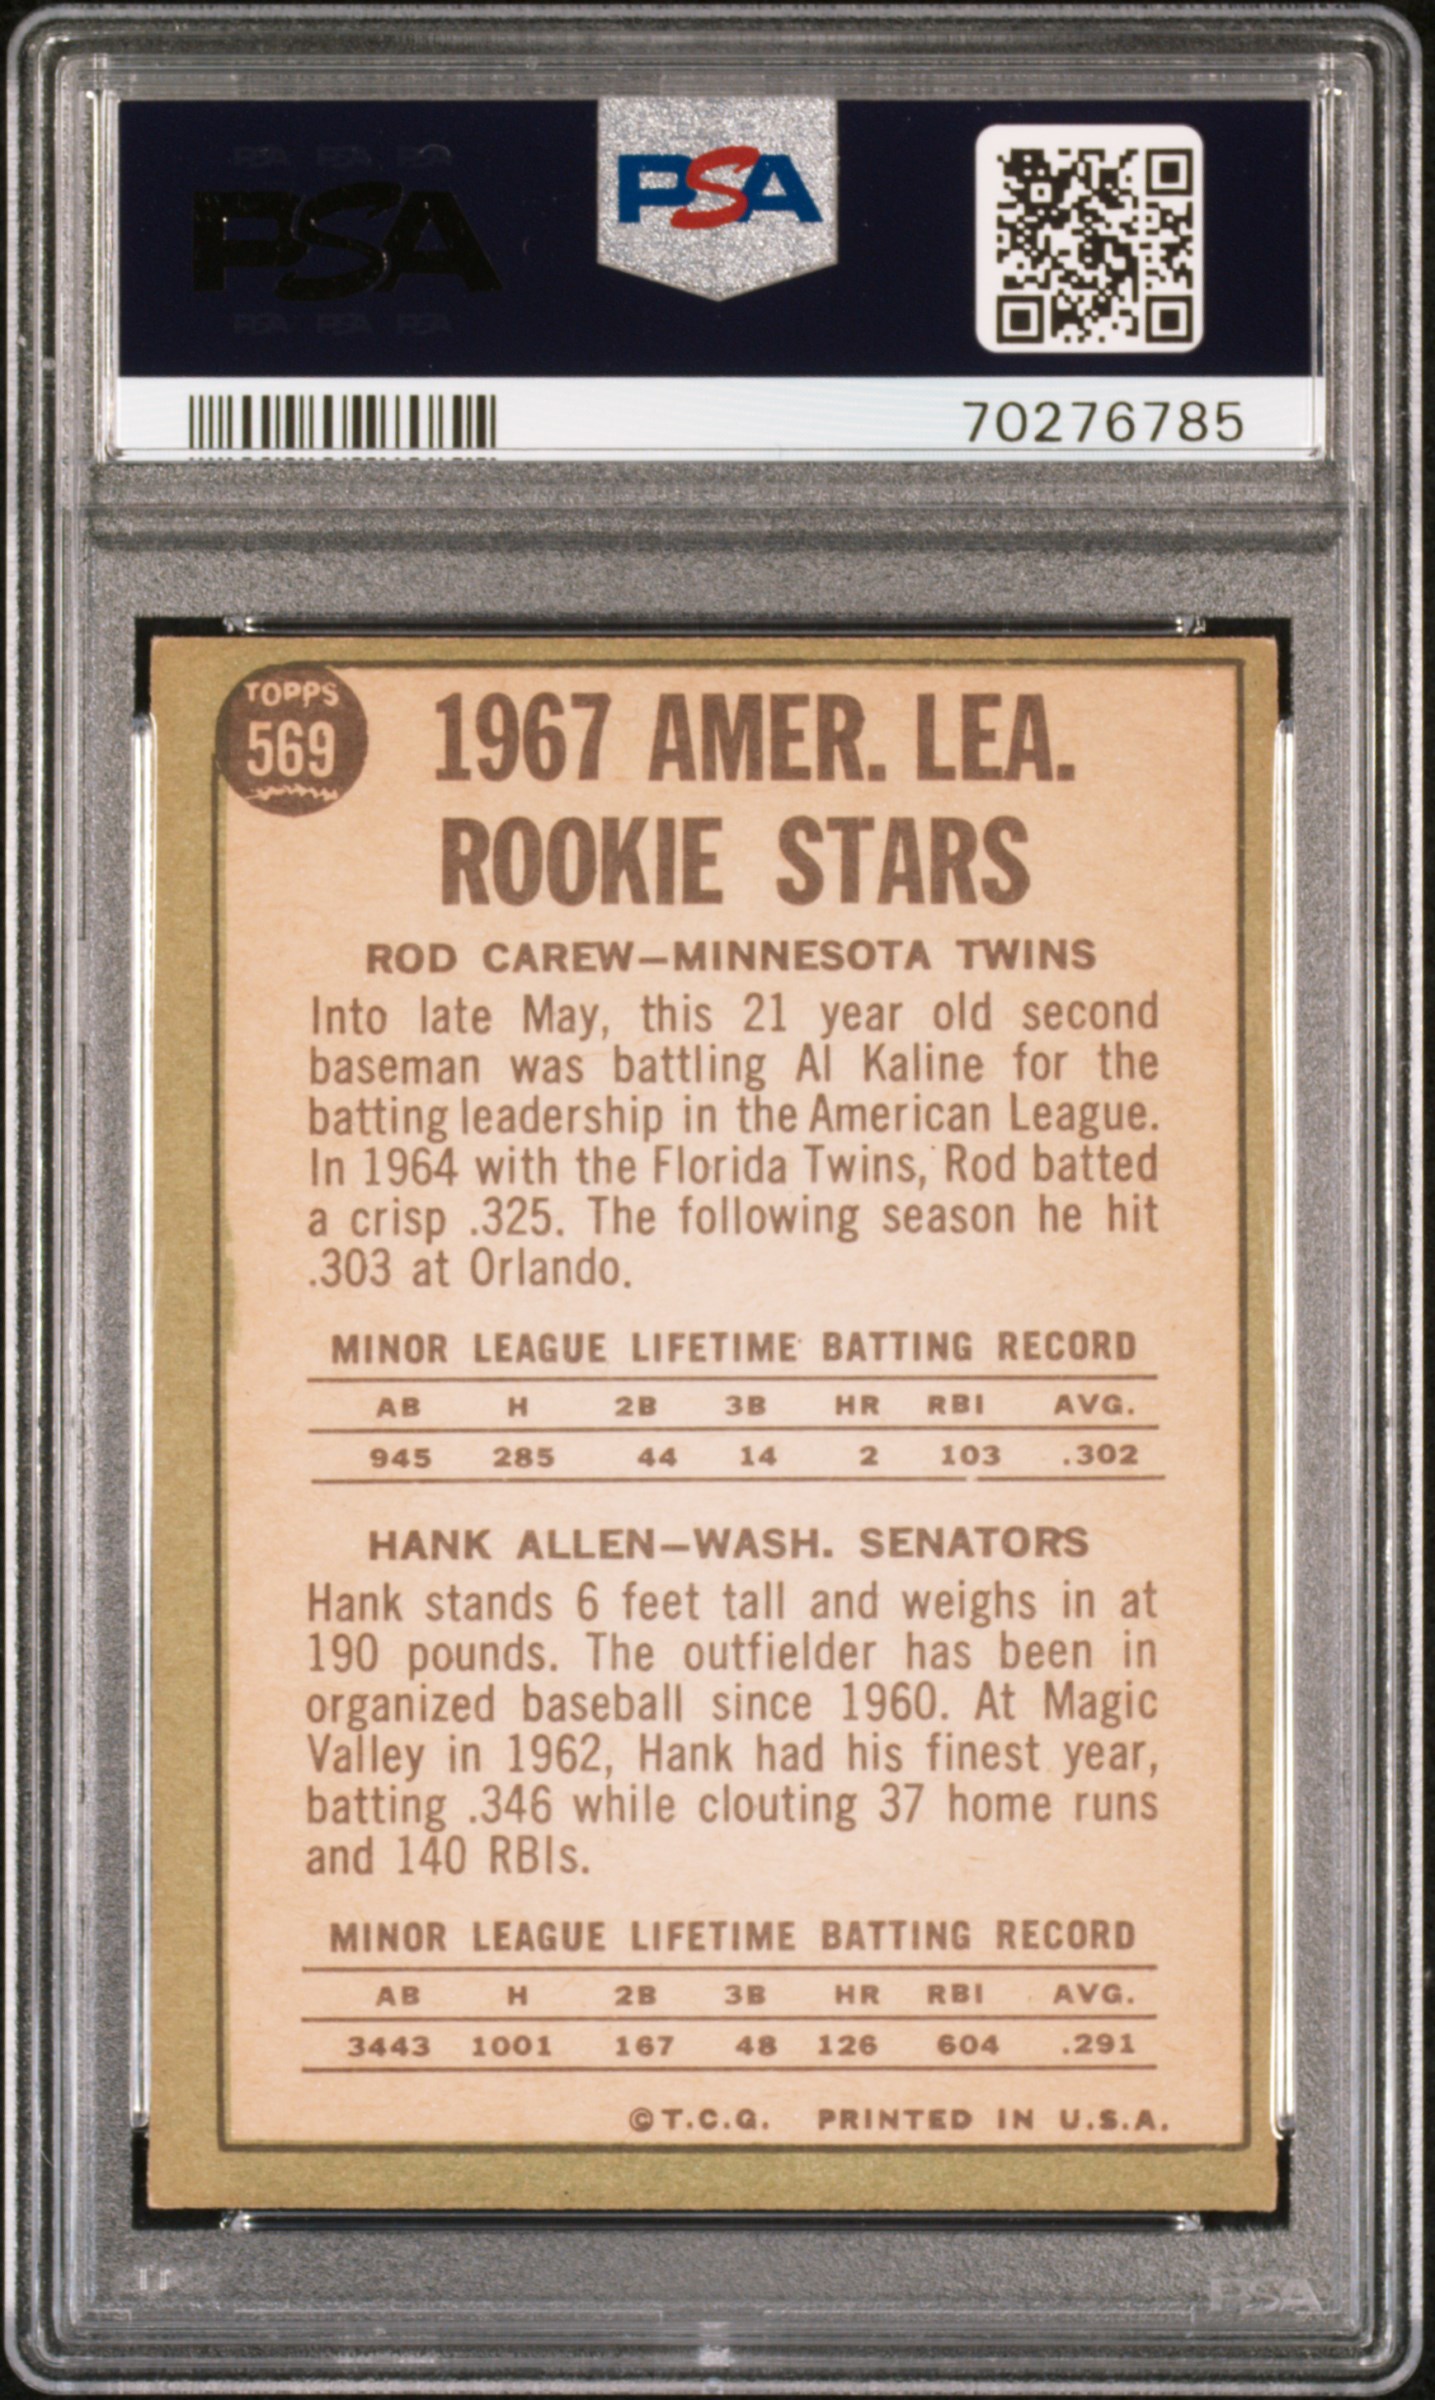 PSA PSA PSA
PSA
PSA
PSA PSA PSA
70276785
TOPPS
569
1967 AMER. LEA.
ROOKIE STARS
ROD CAREW—MINNESOTA TWINS
Into late May, this 21 year old second
baseman was battling Al Kaline for the
batting leadership in the American League.
In 1964 with the Florida Twins, Rod batted
a crisp .325. The following season he hit
.303 at Orlando.
MINOR LEAGUE LIFETIME BATTING RECORD
AB H 2B 3B HR RBI AVG.
945 285 44 14 2 103 .302
HANK ALLEN—WASH. SENATORS
Hank stands 6 feet tall and weighs in at
190 pounds. The outfielder has been in
organized baseball since 1960. At Magic
Valley in 1962, Hank had his finest year,
batting .346 while clouting 37 home runs
and 140 RBIs.
MINOR LEAGUE LIFETIME BATTING RECORD
AB H 2B 3B HR RBI AVG.
3443 1001 167 48 126 604 .291
©T.C.G. PRINTED IN U.S.A.
PSA